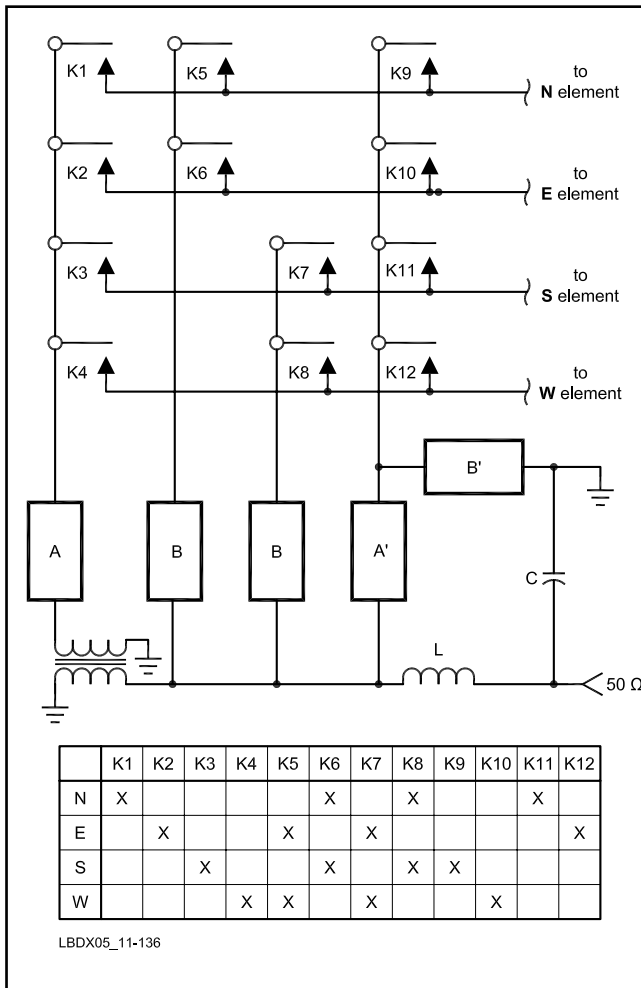 K1 K5 K9 to
N element
K2 K6 K10 to
E element
K3 K7 K11 to
S element
K4 K8 K12 to
W element
B'
A B B A'
C
L
50 Ω
K1 K2 K3 K4 K5 K6 K7 K8 K9 K10 K11 K12
N X X X X
E X X X X
S X X X X
W X X X X
LBDX05_11-136